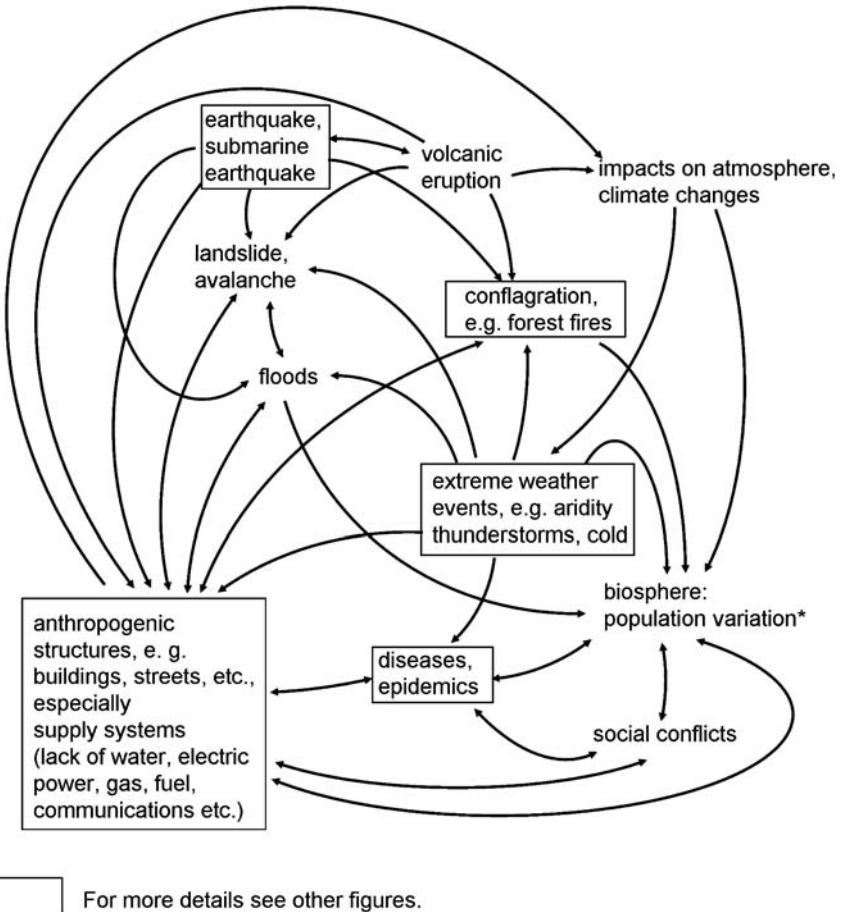 earthquake,
submarine
earthquake
volcanic
eruption
impacts on atmosphere,
climate changes
landslide,
avalanche
conflagration,
e.g. forest fires
floods
extreme weather
events, e.g. aridity
thunderstorms, cold
biosphere:
population variation*
anthropogenic
structures, e. g.
buildings, streets, etc.,
especially
supply systems
(lack of water, electric
power, gas, fuel,
communications etc.)
diseases,
epidemics
social conflicts
For more details see other figures.